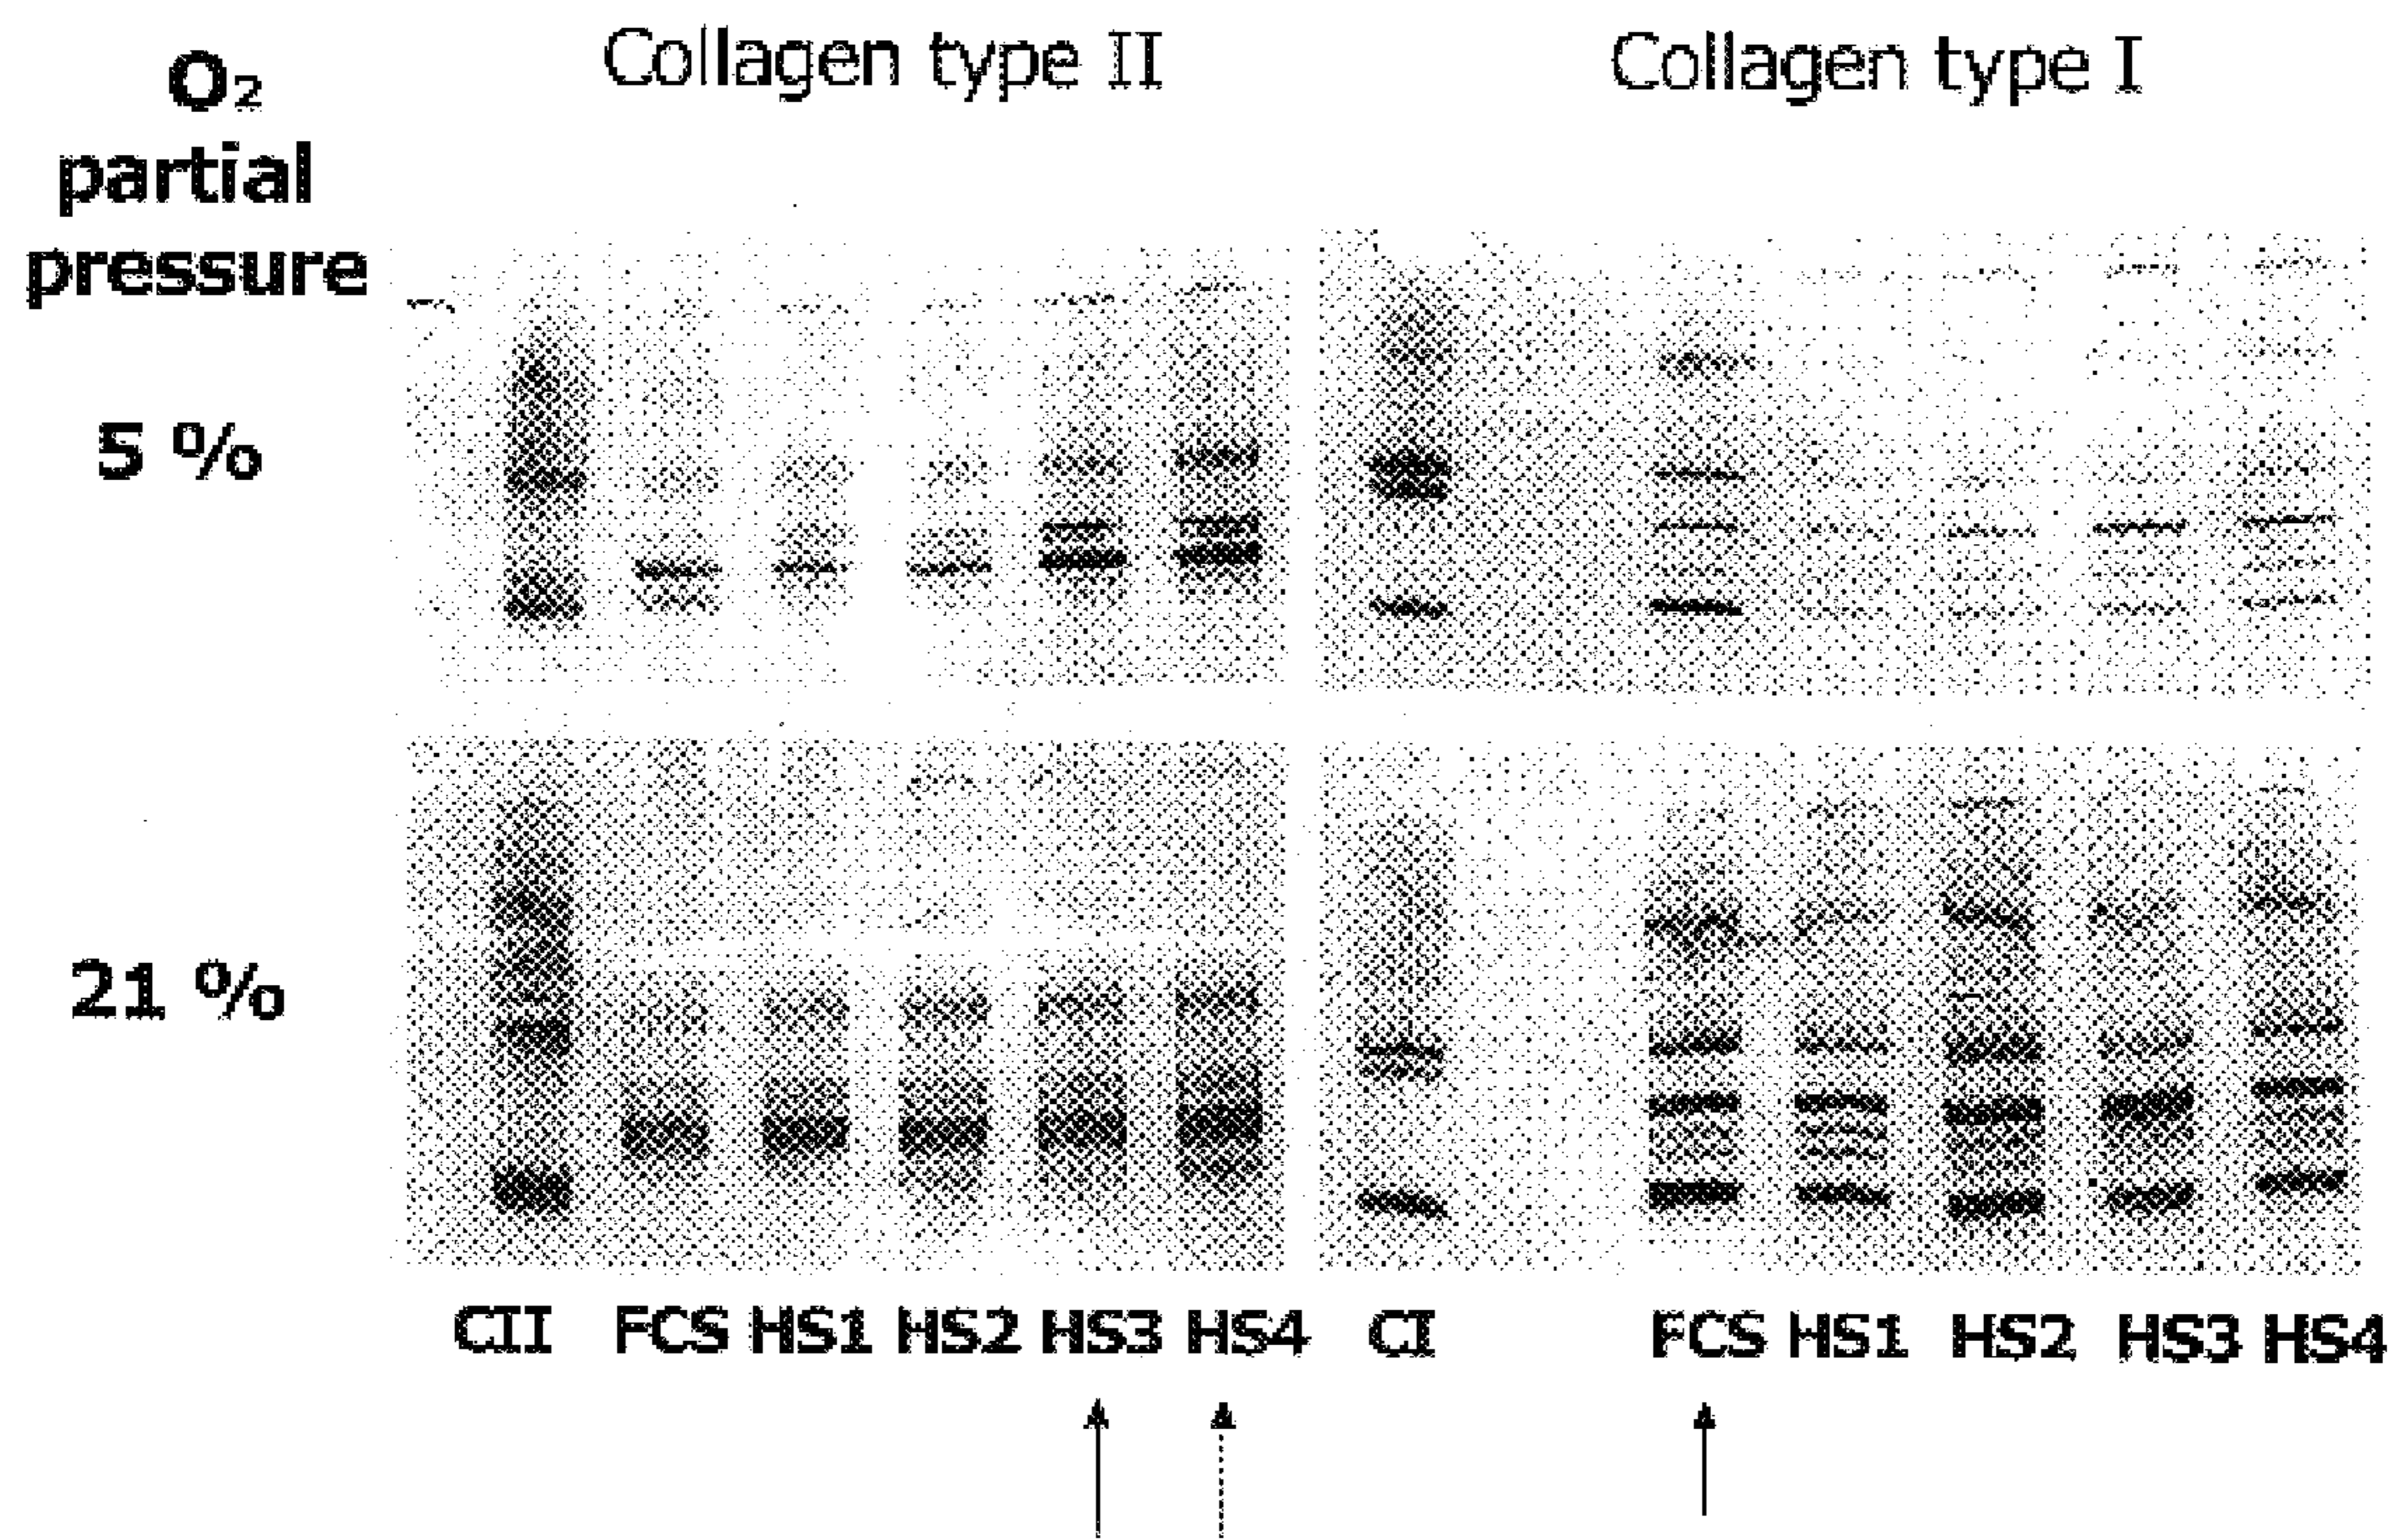 O₂
partial
pressure
Collagen type II
Collagen type I
5 %
21 %
CII FCS HS1 HS2 HS3 HS4 CI FCS HS1 HS2 HS3 HS4